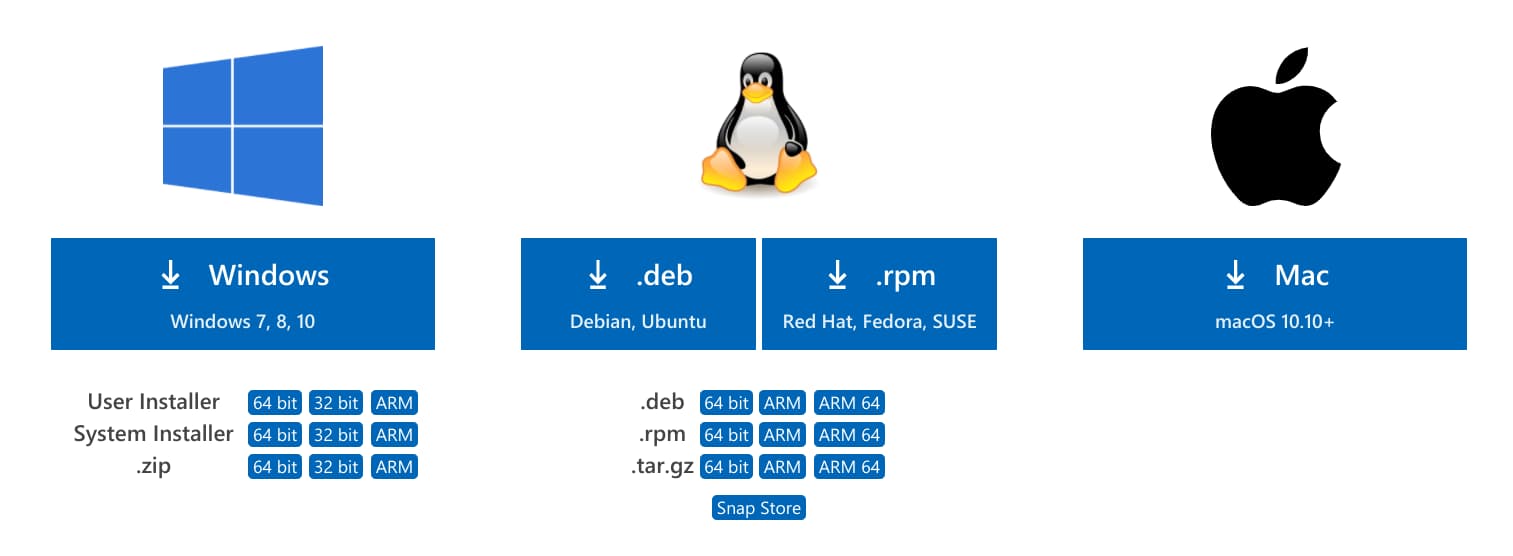 Windows
Windows 7, 8, 10
User Installer 64 bit 32 bit ARM
System Installer 64 bit 32 bit ARM
.zip 64 bit 32 bit ARM
.deb
Debian, Ubuntu
.rpm
Red Hat, Fedora, SUSE
.deb 64 bit ARM ARM 64
.rpm 64 bit ARM ARM 64
.tar.gz 64 bit ARM ARM 64
Snap Store
Mac
macOS 10.10+